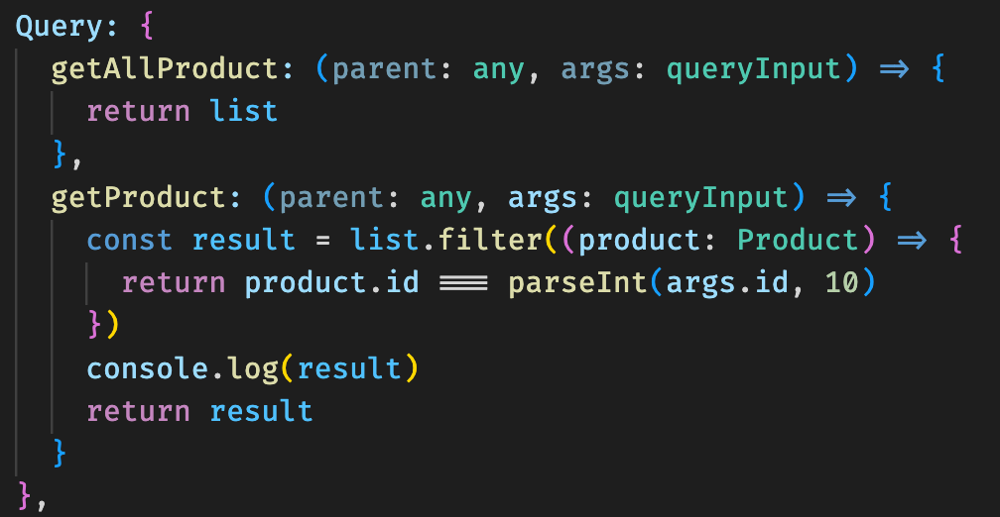 Query: {
  getAllProduct: (parent: any, args: queryInput) => {
    return list
  },
  getProduct: (parent: any, args: queryInput) => {
    const result = list.filter((product: Product) => {
      return product.id === parseInt(args.id, 10)
    })
    console.log(result)
    return result
  }
},